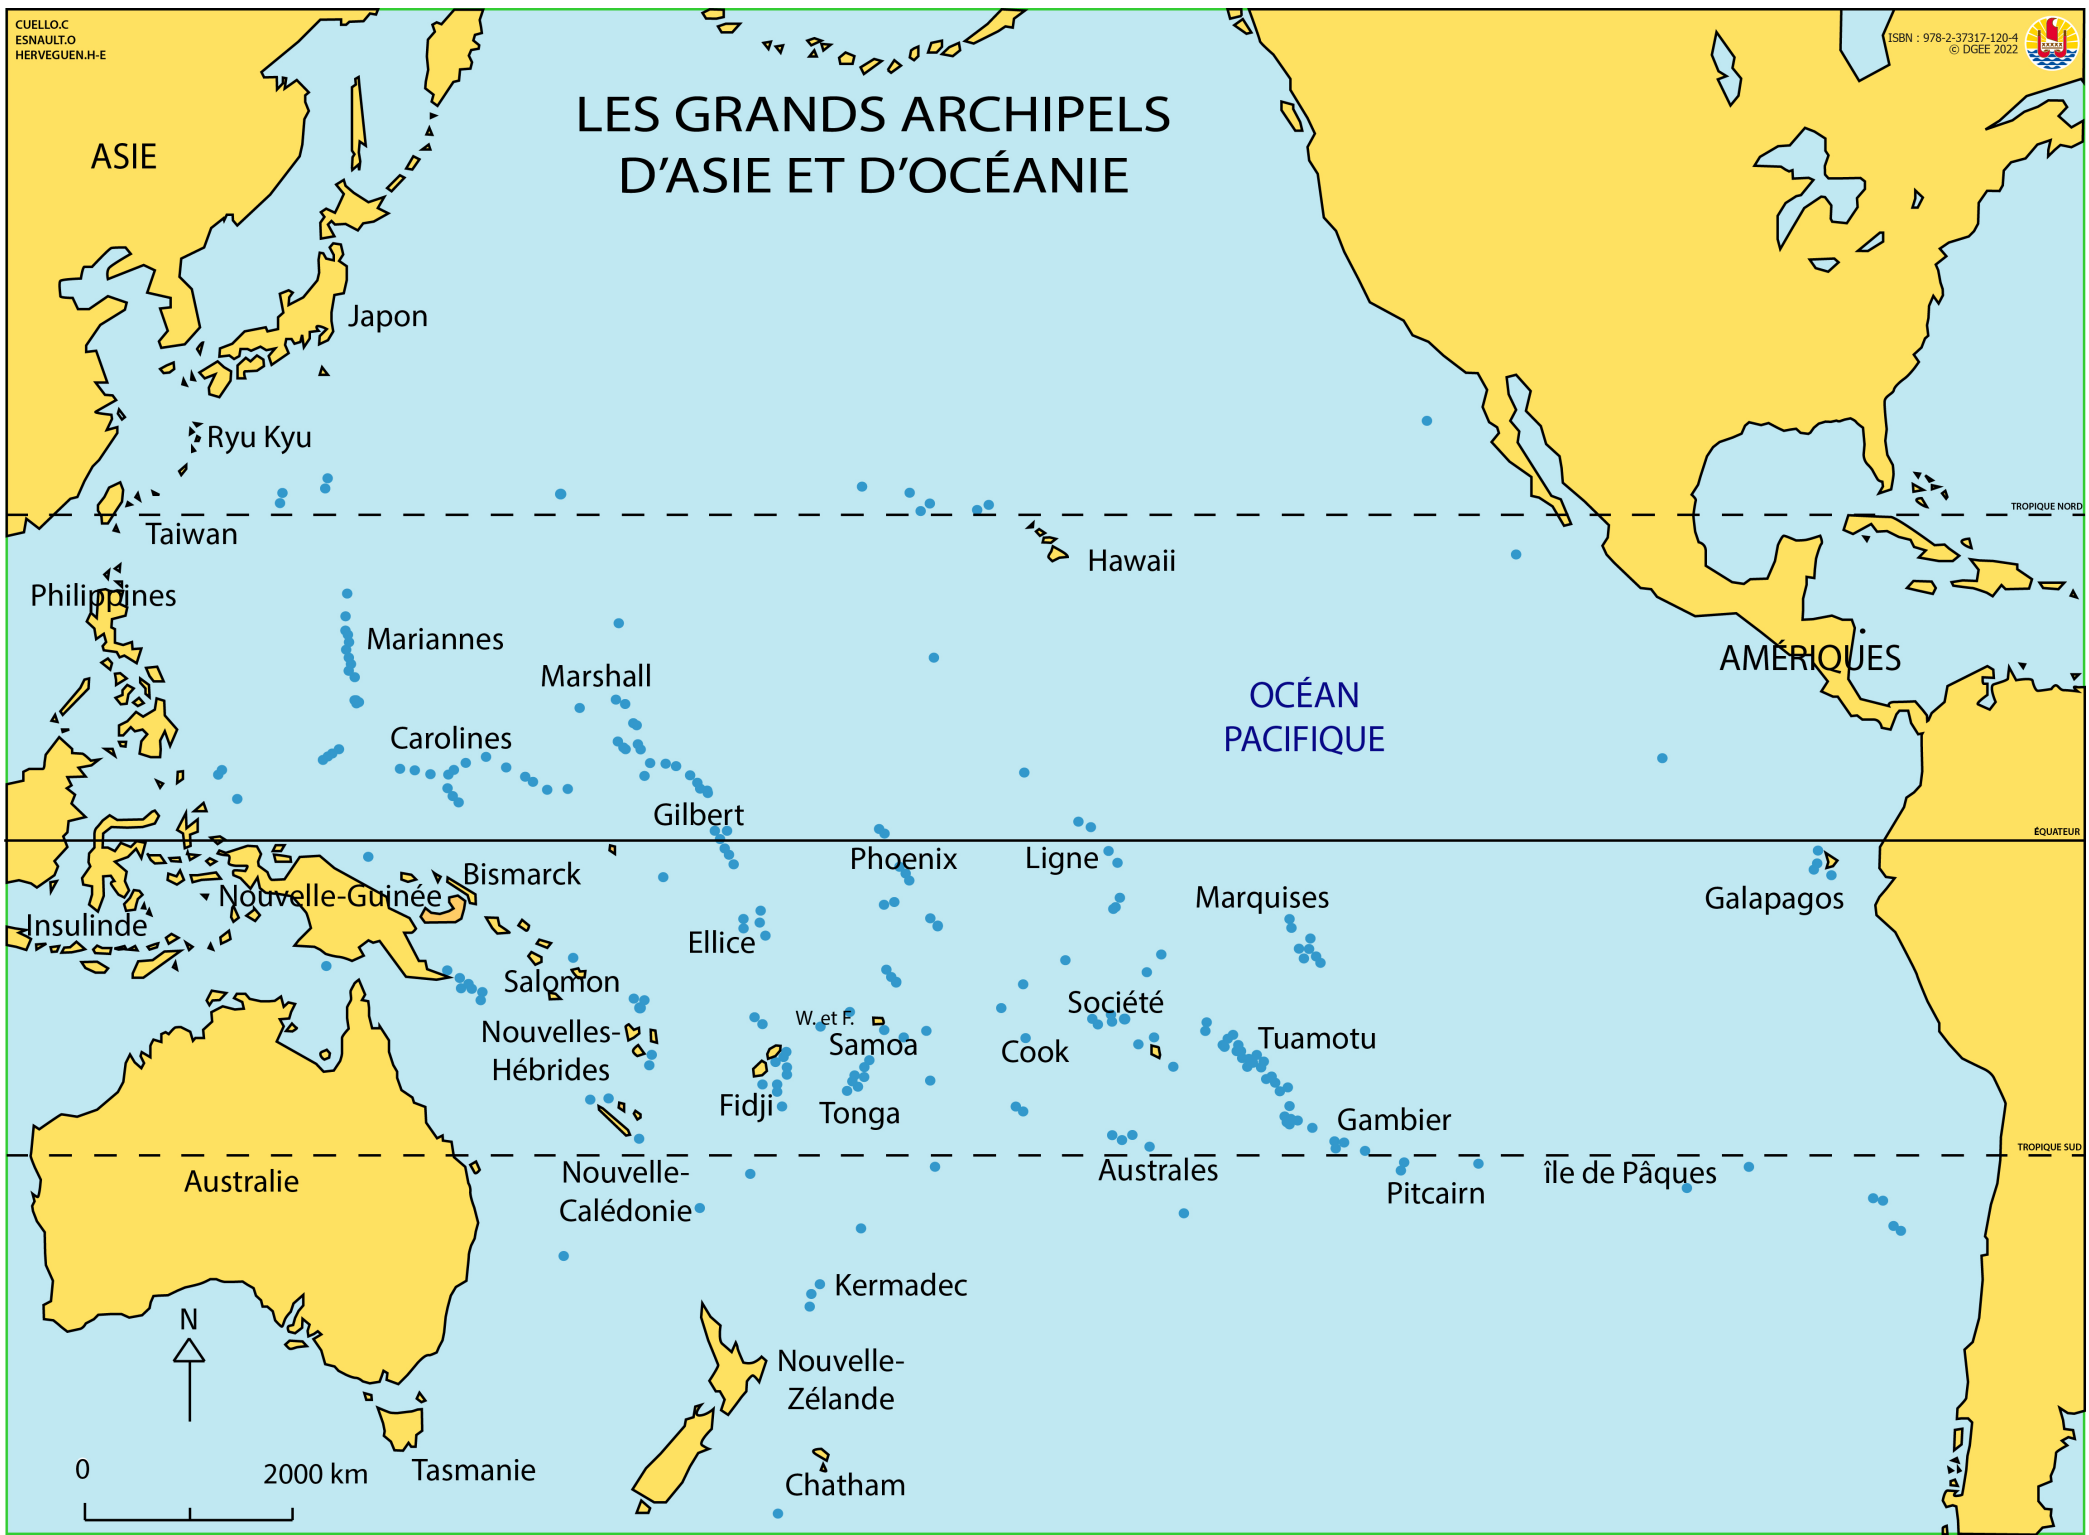 CUELLO.C
ESNAULT.O
HERVEGUEN.H-E
ISBN : 978-2-37317-120-4
© DGEE 2022
LES GRANDS ARCHIPELS
D'ASIE ET D'OCÉANIE
ASIE
Japon
Ryu Kyu
TROPIQUE NORD
Taiwan
Hawaii
Philippines
Mariannes
AMÉRIQUES
Marshall
OCÉAN
PACIFIQUE
Carolines
Gilbert
ÉQUATEUR
Phoenix
Ligne
Bismarck
Nouvelle-Guinée
Marquises
Galapagos
Insulinde
Ellice
Salomon
Société
W. et F.
Nouvelles-
Hébrides
Samoa
Cook
Tuamotu
Fidji
Tonga
Gambier
TROPIQUE SUD
Australie
Nouvelle-
Calédonie
Australes
Pitcairn
île de Pâques
Kermadec
N
Nouvelle-
Zélande
0
2000 km
Tasmanie
Chatham